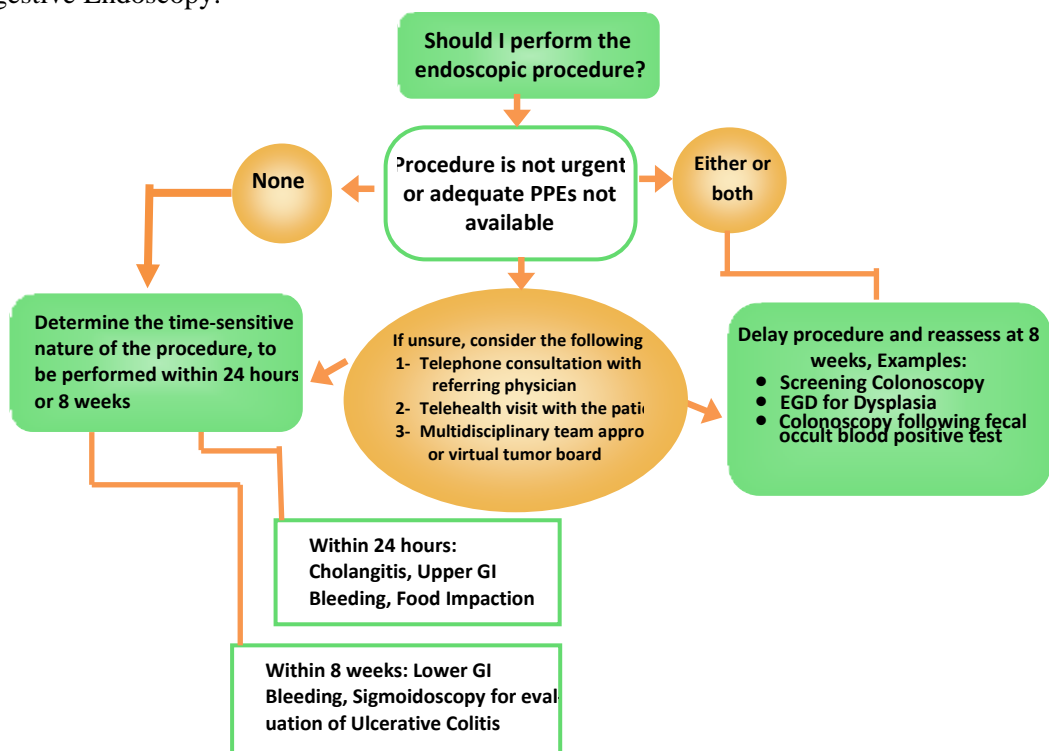 gestive Endoscopy.
Should I perform the
endoscopic procedure?
None
Procedure is not urgent
or adequate PPEs not
available
Either or
both
Determine the time-sensitive
nature of the procedure, to
be performed within 24 hours
or 8 weeks
If unsure, consider the following
1- Telephone consultation with
referring physician
2- Telehealth visit with the patie
3- Multidisciplinary team appro
or virtual tumor board
Delay procedure and reassess at 8
weeks, Examples:
• Screening Colonoscopy
• EGD for Dysplasia
• Colonoscopy following fecal
occult blood positive test
Within 24 hours:
Cholangitis, Upper GI
Bleeding, Food Impaction
Within 8 weeks: Lower GI
Bleeding, Sigmoidoscopy for eval-
uation of Ulcerative Colitis